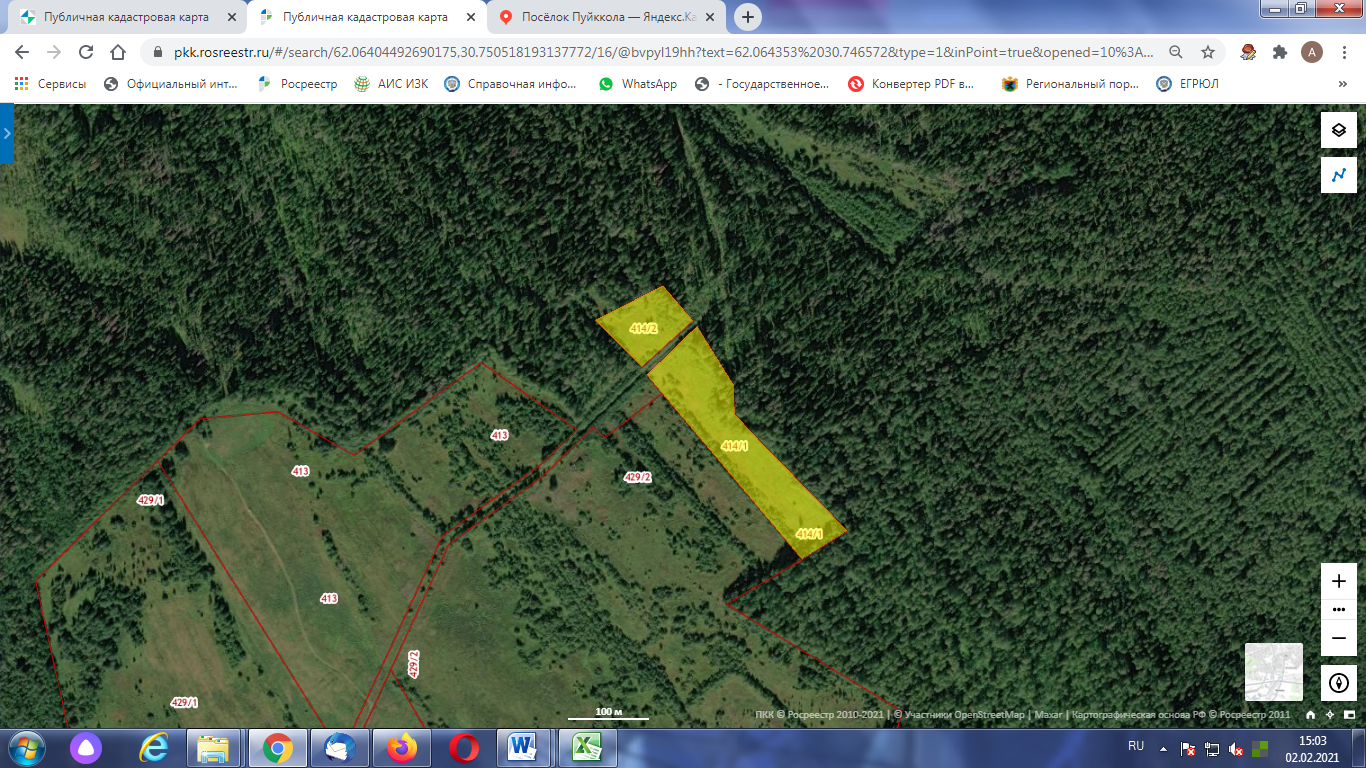 Публичная кадастровая карта
Публичная кадастровая карта
Посёлок Пуйккола — Яндекс.Ка
pkk.rosreestr.ru/#/search/62.06404492690175,30.750518193137772/16/@bvpyl19hh?text=62.064353%2030.746572&type=1&inPoint=true&opened=10%3A...
А
Сервисы
Официальный инт...
Росреестр
АИС ИЗК
Справочная инфо...
WhatsApp
- Государственное...
Конвертер PDF в...
Региональный пор...
ЕГРЮЛ
»
414/2
413
414/1
413
429/2
429/1
414/1
413
429/2
429/1
100 м
ПКК © Росреестр 2010-2021 | © Участники OpenStreetMap | Maxar | Картографическая основа РФ © Росреестр 2011
RU
15:03
02.02.2021